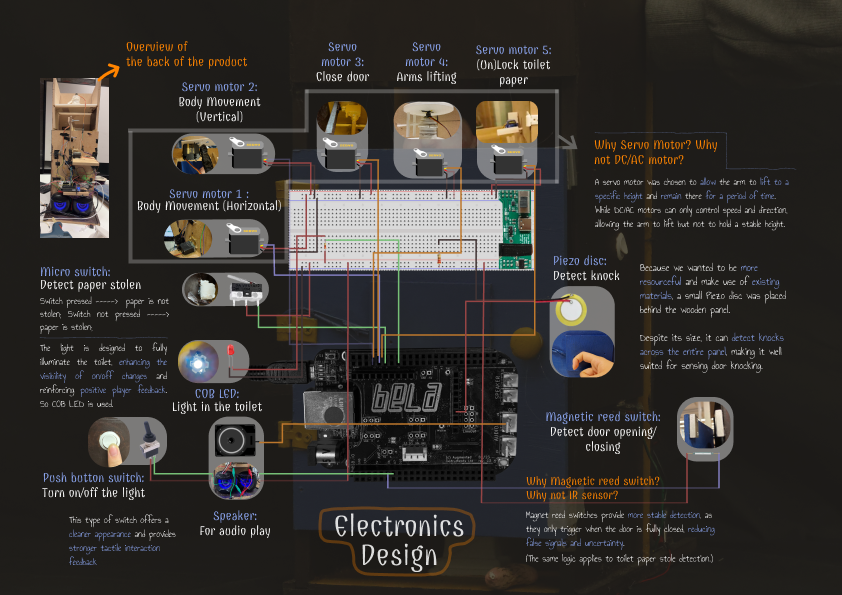 Overview of
the back of the product
Servo motor 2:
Body Movement
(Vertical)
Servo
motor 3:
Close door
Servo
motor 4:
Arms lifting
Servo motor 5:
(Un)Lock toilet
paper
Servo motor 1 :
Body Movement (Horizontal)
Why Servo Motor? Why
not DC/AC motor?
A servo motor was chosen to allow the arm to lift to a
specific height and remain there for a period of time.
While DC/AC motors can only control speed and direction,
allowing the arm to lift but not to hold a stable height.
Micro switch:
Detect paper stolen
Switch pressed -----> paper is not
stolen; Switch not pressed ----->
paper is stolen;
The light is designed to fully
illuminate the toilet, enhancing the
visibility of on/off changes and
reinforcing positive player feedback.
So COB LED is used.
COB LED:
Light in the toilet
Piezo disc:
Detect knock
Because we wanted to be more
resourceful and make use of existing
materials, a small Piezo disc was placed
behind the wooden panel.
Despite its size, it can detect knocks
across the entire panel, making it well
suited for sensing door knocking.
bela
Magnetic reed switch:
Detect door opening/
closing
Push button switch:
Turn on/off the light
This type of switch offers a
cleaner appearance and provides
stronger tactile interaction
feedback.
Speaker:
For audio play
Electronics
Design
Why Magnetic reed switch?
Why not IR sensor?
Magnet reed switches provide more stable detection, as
they only trigger when the door is fully closed, reducing
false signals and uncertainty.
(The same logic applies to toilet paper stole detection.)